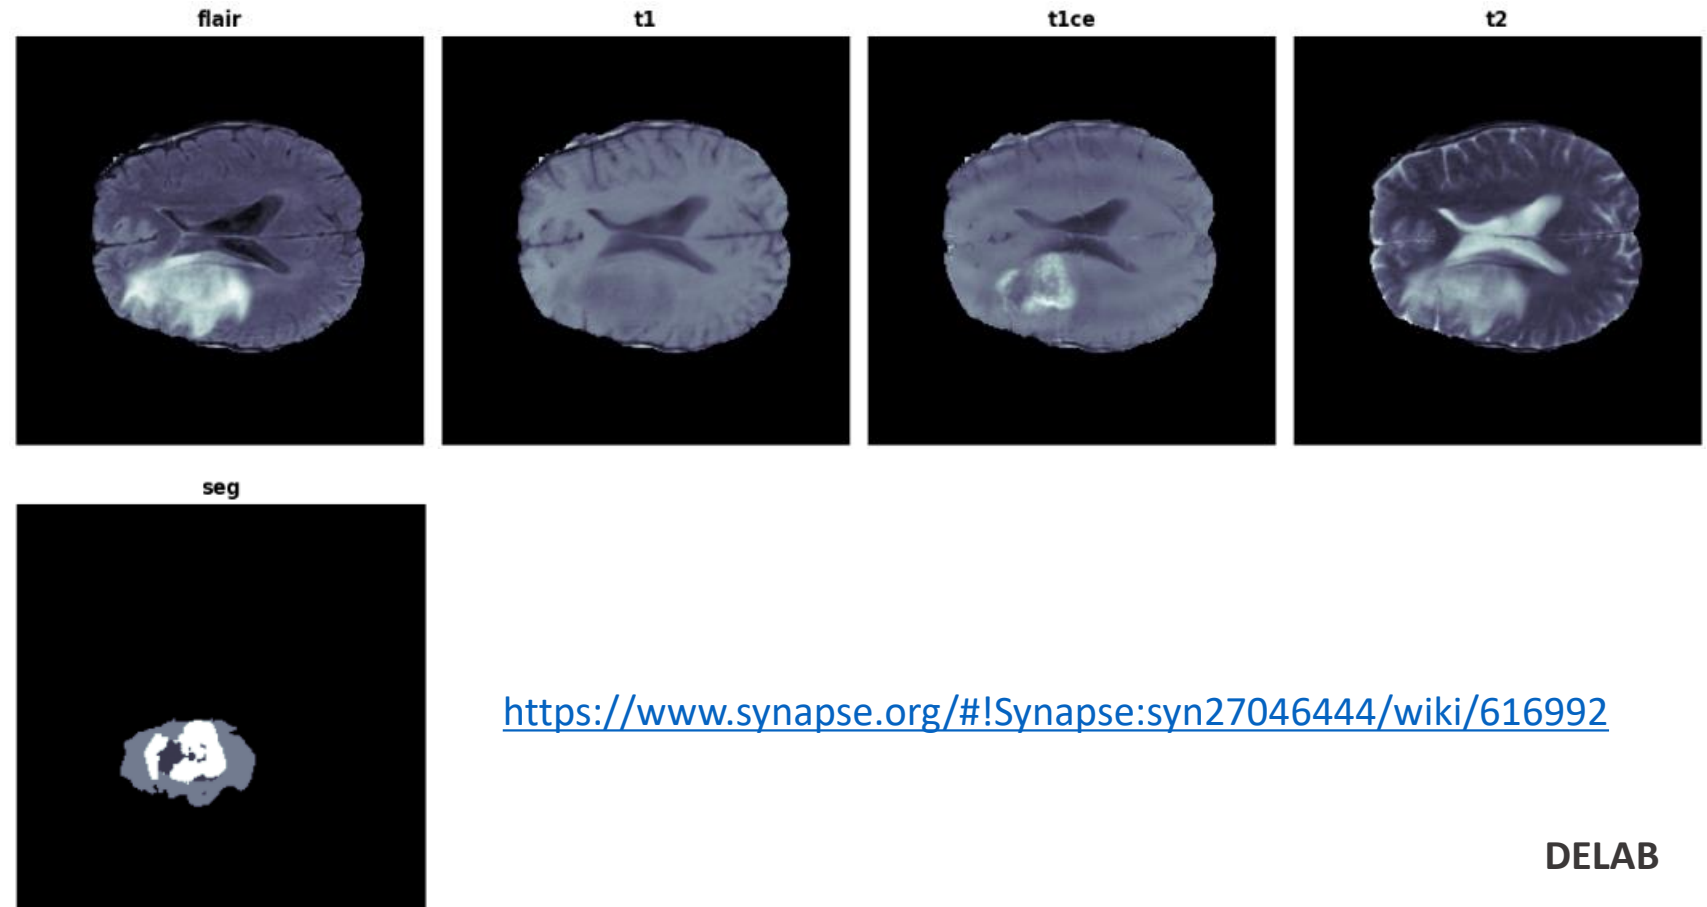 flair
t1
t1ce
t2
seg
https://www.synapse.org/#!Synapse:syn27046444/wiki/616992
DELAB